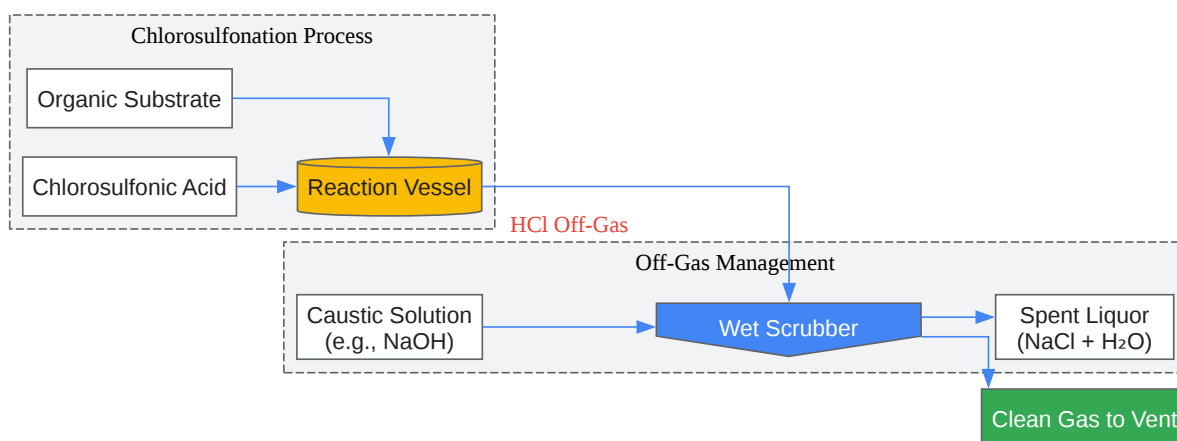 Chlorosulfonation Process
Organic Substrate
Chlorosulfonic Acid
Reaction Vessel
HCl Off-Gas
Off-Gas Management
Caustic Solution
(e.g., NaOH)
Wet Scrubber
Spent Liquor
(NaCl + H₂O)
Clean Gas to Vent